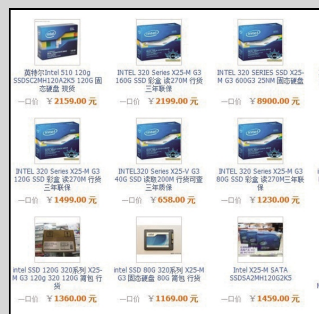 英特尔Intel 510 120g
SSDSC2MH120A2K5 120G 固
态硬盘 现货
一口价 ￥2159.00 元
INTEL 320 Series X25-M G3
160G SSD 彩盒 读270M 行货
三年联保
一口价 ￥2199.00 元
INTEL 320 SERIES SSD X25-
M G3 600G3 25NM 固态硬盘
一口价 ￥8900.00 元
INTEL 320 Series X25-M G3
120G SSD 彩盒 读270M 行货
三年联保
一口价 ￥1499.00 元
INTEL320 Series X25-V G3
40G SSD 读取200M 行货可查
三年质保
一口价 ￥658.00 元
INTEL 320 Series X25-M G3
80G SSD 彩盒 读270M三年联
保
一口价 ￥1230.00 元
intel SSD 120G 320系列 X25-
M G3 120g 320 120G 简包 行
货
一口价 ￥1360.00 元
intel SSD 80G 320系列 X25-M
G3 固态硬盘 80G 简包 行货
一口价 ￥1169.00 元
Intel X25-M SATA
SSDSA2MH120G2K5
一口价 ￥1459.00 元